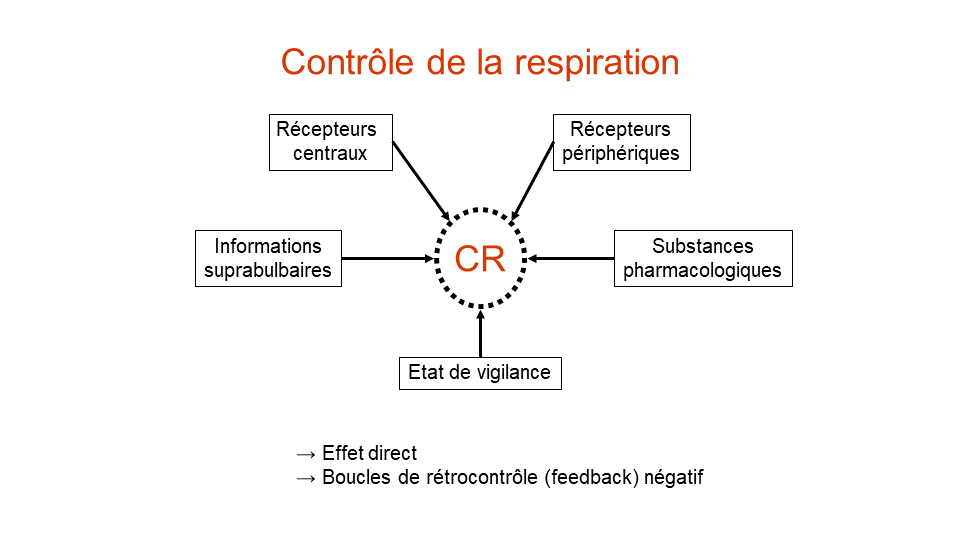 Contrôle de la respiration
Récepteurs
centraux
Récepteurs
périphériques
Informations
suprabulbaires
CR
Substances
pharmacologiques
Etat de vigilance
→ Effet direct
→ Boucles de rétrocontrôle (feedback) négatif